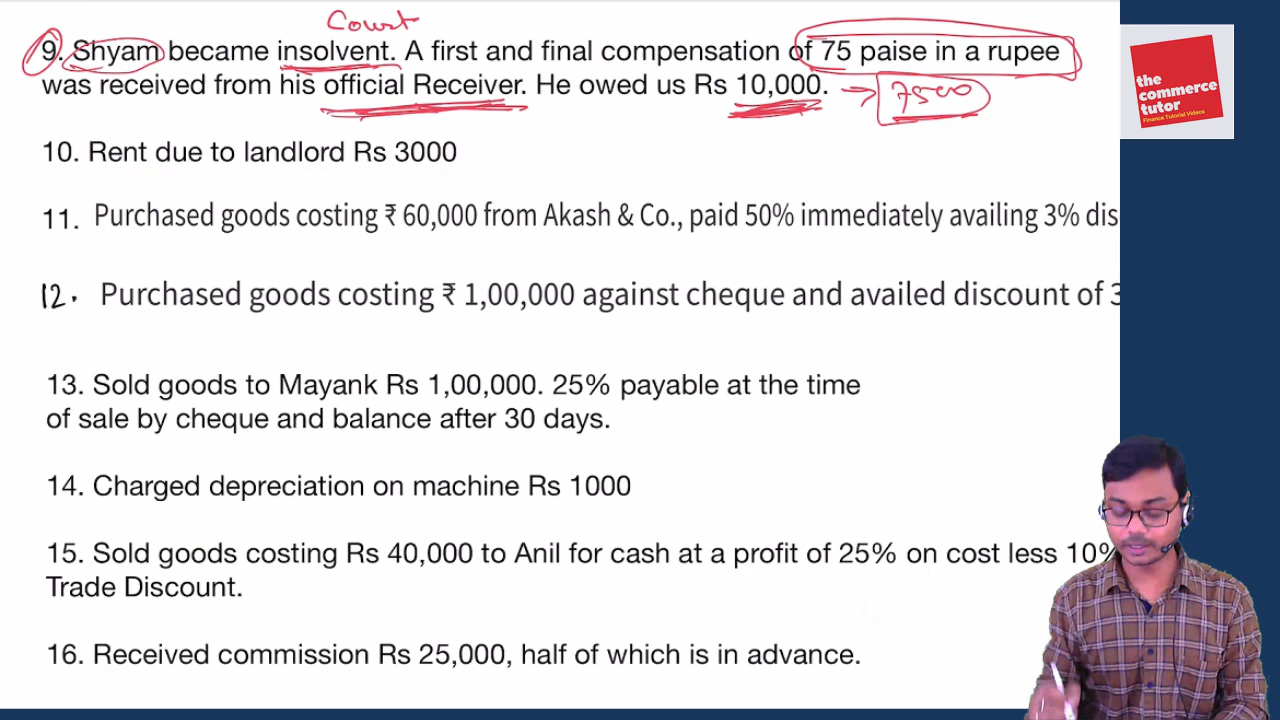 Court
9. Shyam became insolvent. A first and final compensation of 75 paise in a rupee
was received from his official Receiver. He owed us Rs 10,000. → 7500
10. Rent due to landlord Rs 3000
11. Purchased goods costing ₹ 60,000 from Akash & Co., paid 50% immediately availing 3% dis
12. Purchased goods costing ₹ 1,00,000 against cheque and availed discount of 3
13. Sold goods to Mayank Rs 1,00,000. 25% payable at the time
of sale by cheque and balance after 30 days.
14. Charged depreciation on machine Rs 1000
15. Sold goods costing Rs 40,000 to Anil for cash at a profit of 25% on cost less 10%
Trade Discount.
16. Received commission Rs 25,000, half of which is in advance.
the
commerce
tutor
Finance Tutorial Videos